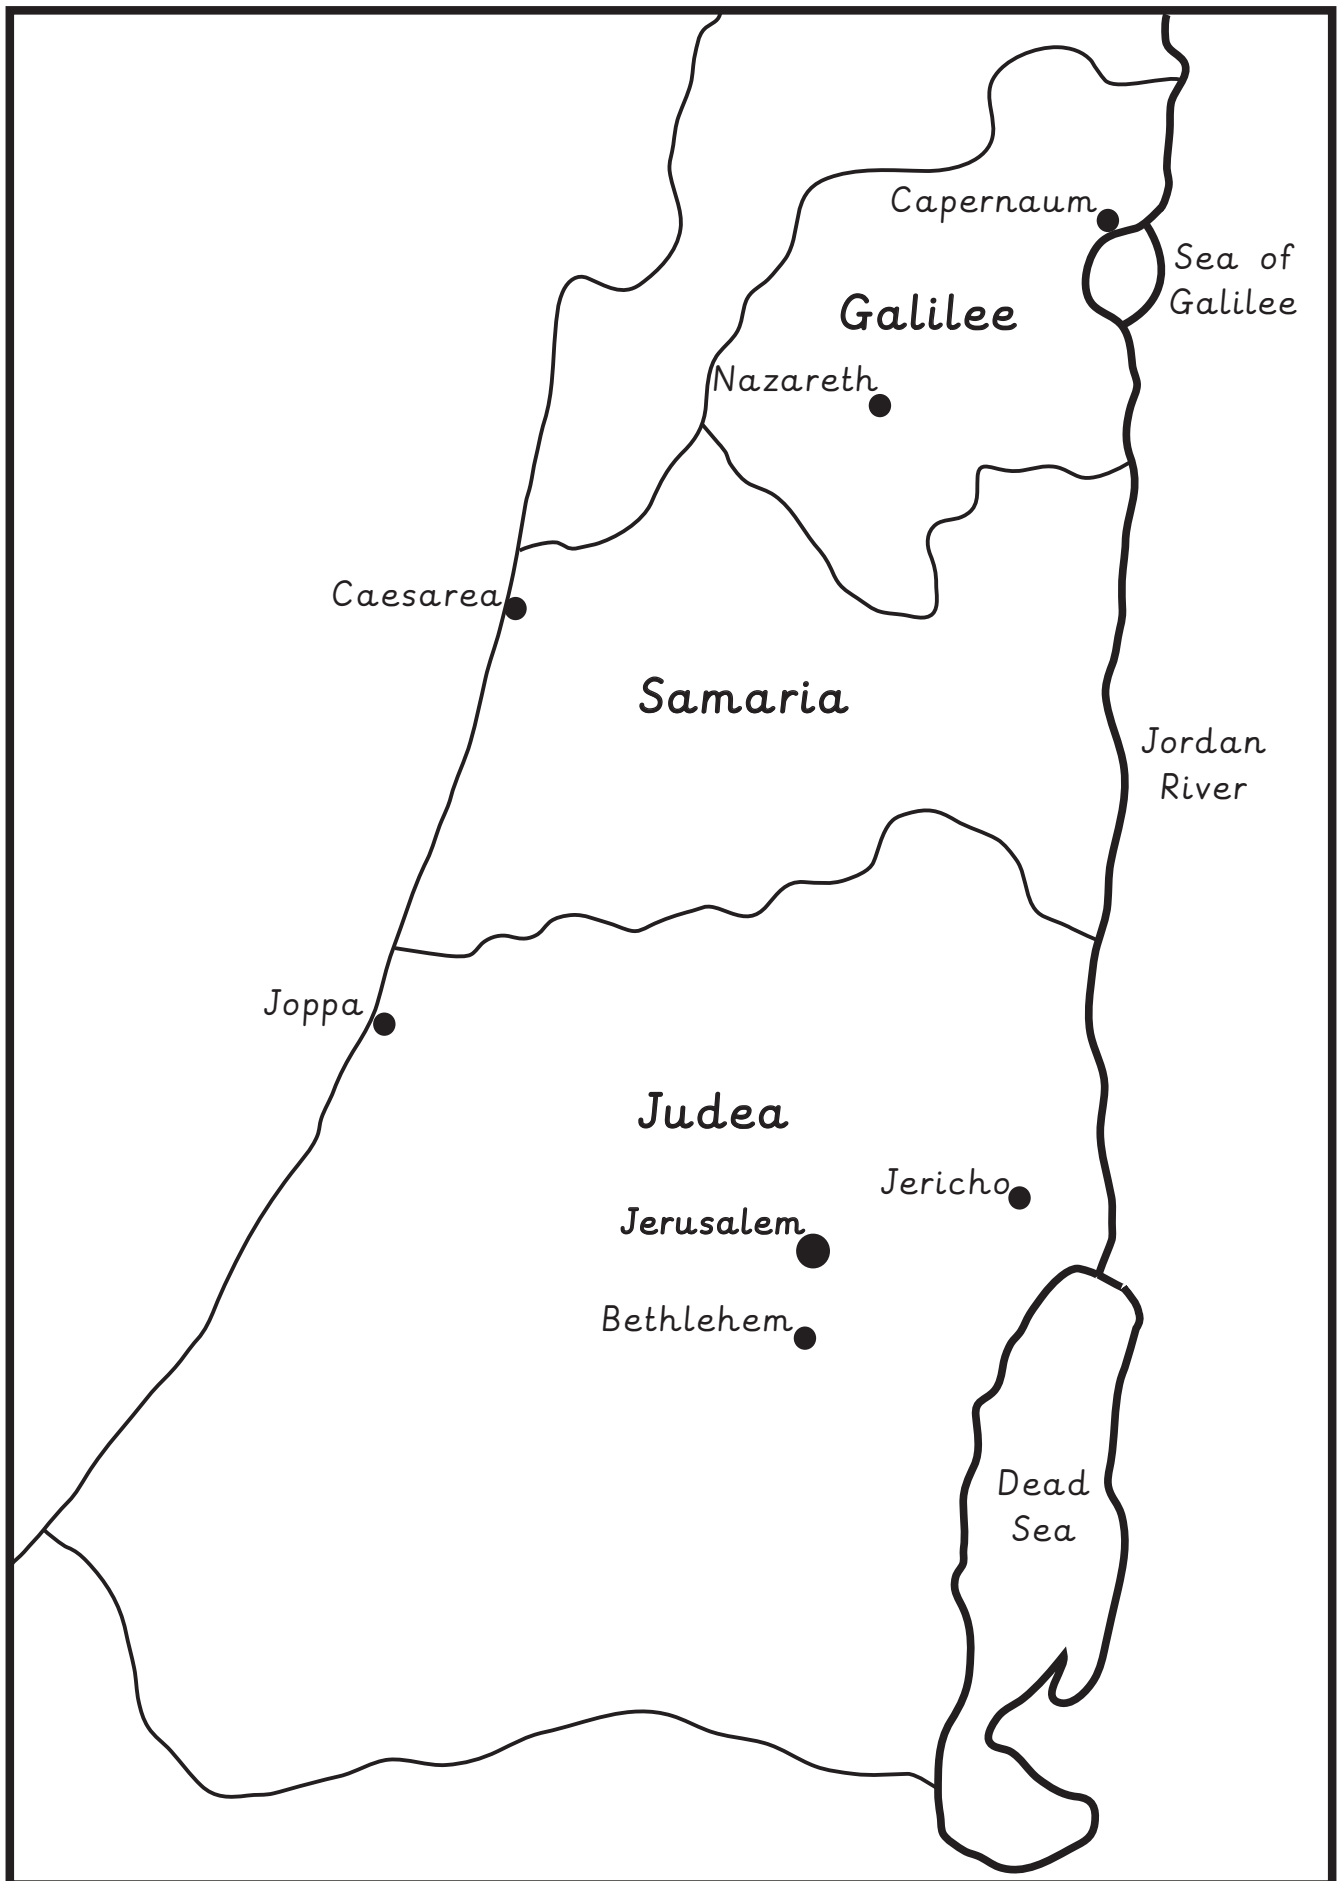 Capernaum
Sea of
Galilee
Galilee
Nazareth
Caesarea
Samaria
Jordan
River
Joppa
Judea
Jericho
Jerusalem
Bethlehem
Dead
Sea